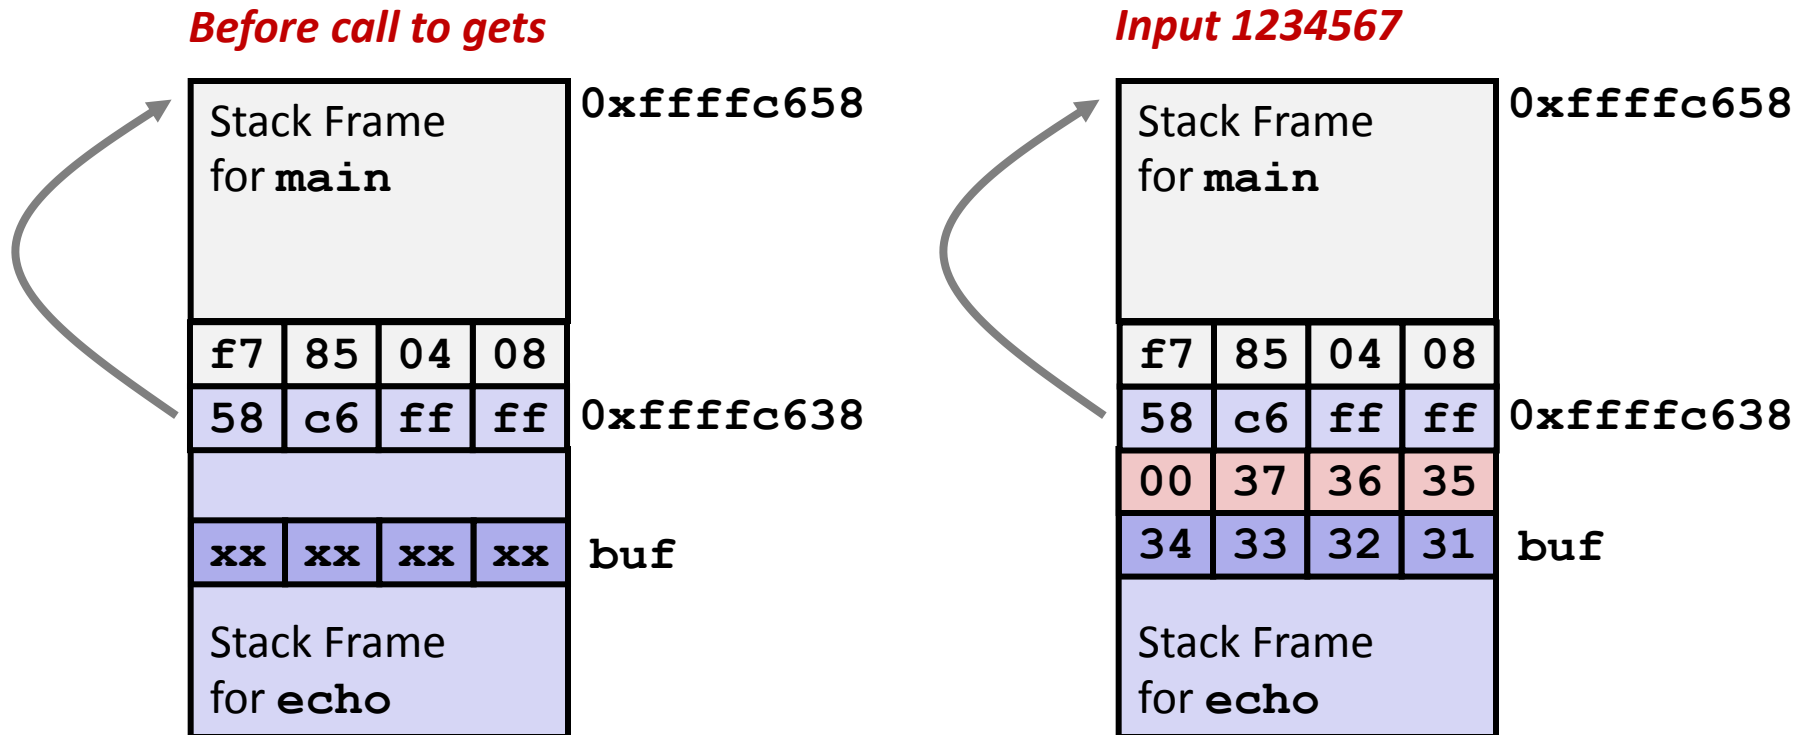 Before call to gets
Stack Frame
for main
0xffffc658
f7 85 04 08
58 c6 ff ff
0xffffc638
xx xx xx xx
buf
Stack Frame
for echo
Input 1234567
Stack Frame
for main
0xffffc658
f7 85 04 08
58 c6 ff ff
0xffffc638
00 37 36 35
34 33 32 31
buf
Stack Frame
for echo